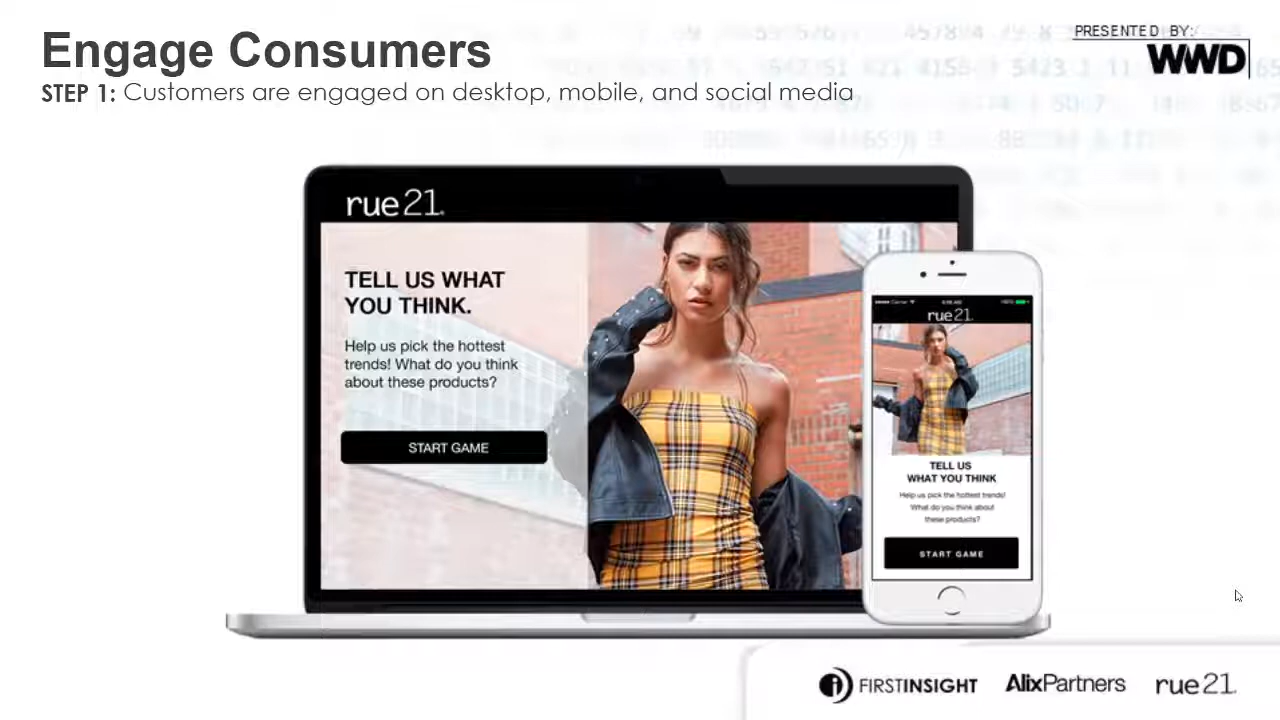 Engage Consumers
STEP 1: Customers are engaged on desktop, mobile, and social media
PRESENTED BY:
WWD
rue21.
TELL US WHAT
YOU THINK.
Help us pick the hottest
trends! What do you think
about these products?
START GAME
rue21.
TELL US
WHAT YOU THINK
Help us pick the hottest trends!
What do you think about
these products?
START GAME
FIRSTINSIGHT
AlixPartners
rue21.